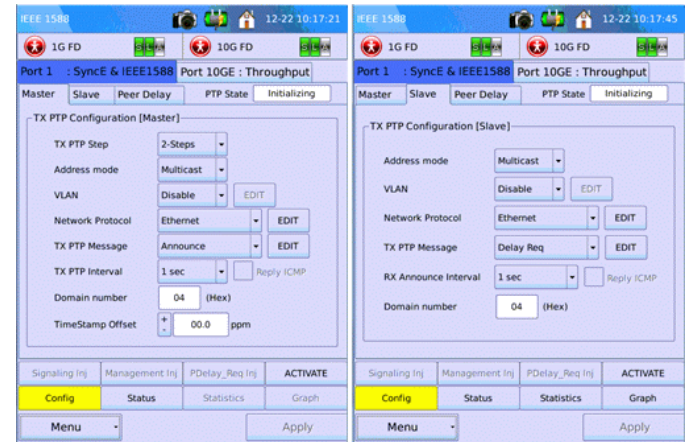 IEEE 1588 12-22 10:17:21
1G FD SLA 10G FD SLA
Port 1 : SyncE & IEEE1588 Port 10GE : Throughput
Master Slave Peer Delay PTP State Initializing
TX PTP Configuration [Master]
TX PTP Step 2-Steps
Address mode Multicast
VLAN Disable EDIT
Network Protocol Ethernet EDIT
TX PTP Message Announce EDIT
TX PTP Interval 1 sec Reply ICMP
Domain number 04 (Hex)
TimeStamp Offset + - 00.0 ppm
Signaling Inj Management Inj PDelay_Req Inj ACTIVATE
Config Status Statistics Graph
Menu Apply
IEEE 1588 12-22 10:17:45
1G FD SLA 10G FD SLA
Port 1 : SyncE & IEEE1588 Port 10GE : Throughput
Master Slave Peer Delay PTP State Initializing
TX PTP Configuration [Slave]
Address mode Multicast
VLAN Disable EDIT
Network Protocol Ethernet EDIT
TX PTP Message Delay Req EDIT
RX Announce Interval 1 sec Reply ICMP
Domain number 04 (Hex)
Signaling Inj Management Inj PDelay_Req Inj ACTIVATE
Config Status Statistics Graph
Menu Apply